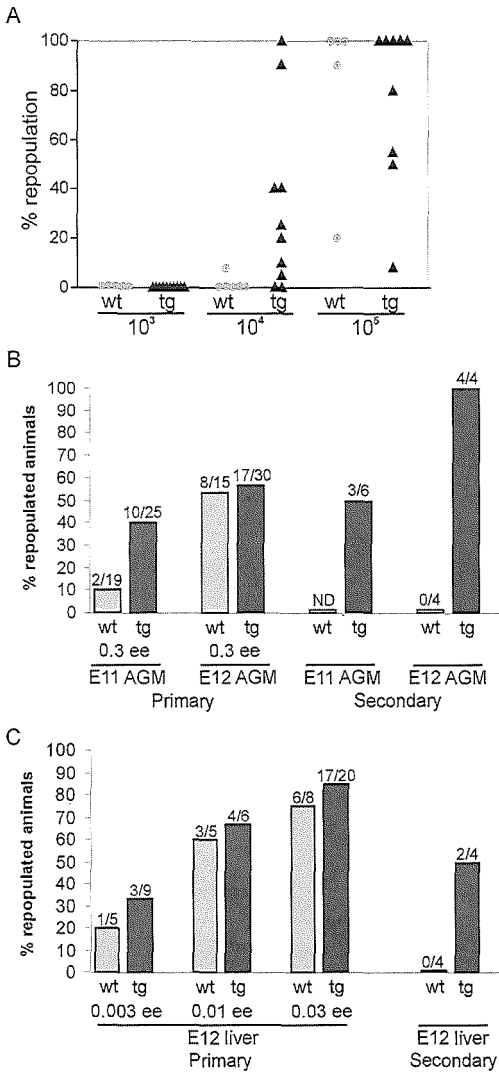 A
% repopulation
100
80
60
40
20
0
wt tg wt tg wt tg
10³ 10⁴ 10⁵
B
% repopulated animals
100
90
80
70
60
50
40
30
20
10
0
2/19 10/25 8/15 17/30 ND 3/6 0/4 4/4
wt tg wt tg wt tg wt tg
0.3 ee 0.3 ee
E11 AGM E12 AGM E11 AGM E12 AGM
Primary Secondary
C
% repopulated animals
100
90
80
70
60
50
40
30
20
10
0
1/5 3/9 3/5 4/6 6/8 17/20 0/4 2/4
wt tg wt tg wt tg wt tg
0.003 ee 0.01 ee 0.03 ee
E12 liver E12 liver
Primary Secondary